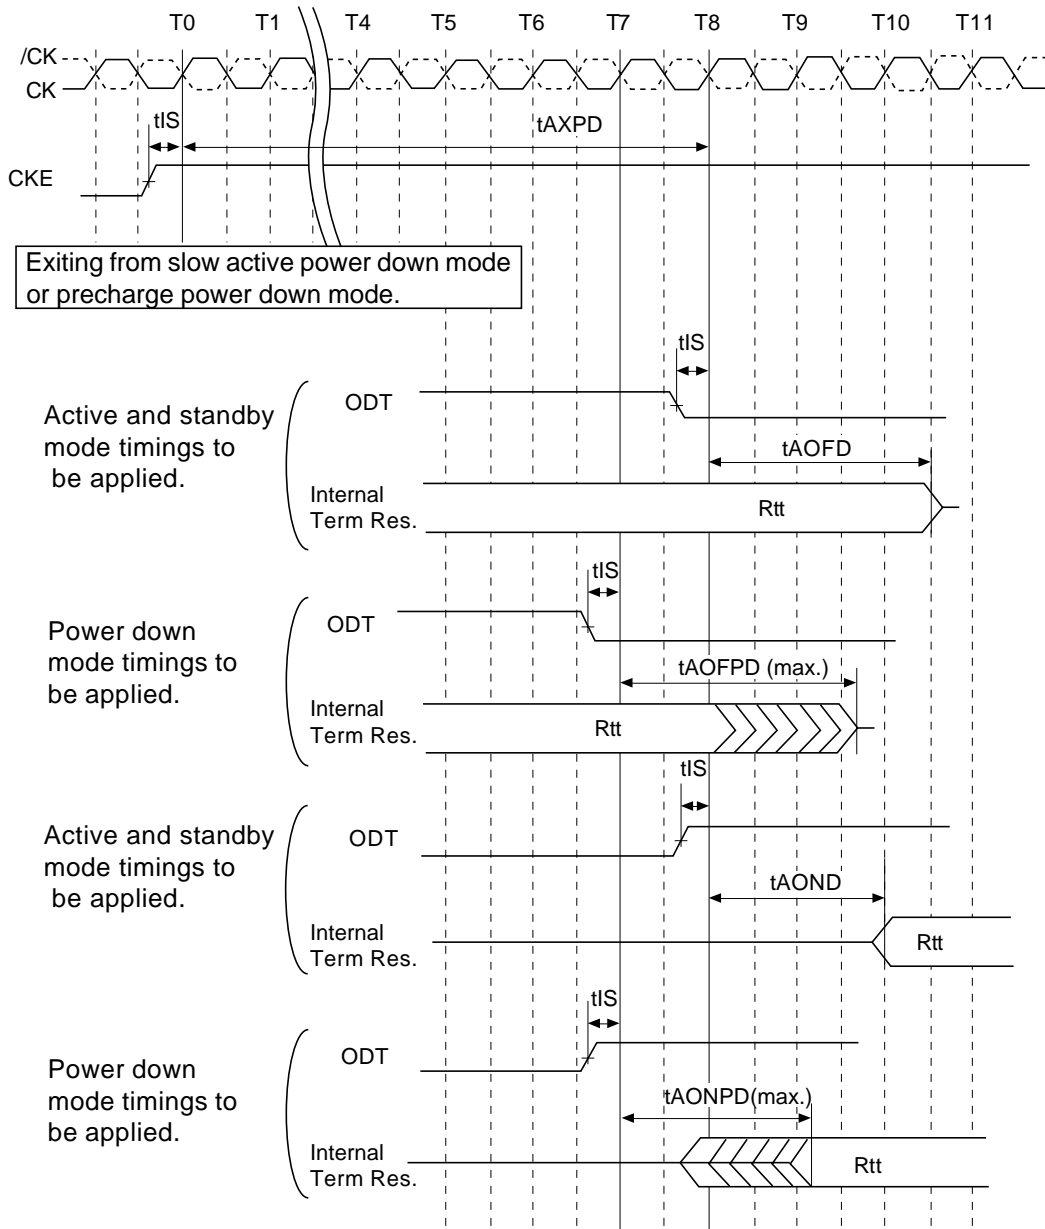 T0 T1 T4 T5 T6 T7 T8 T9 T10 T11
/CK
CK
tIS tAXPD
CKE
Exiting from slow active power down mode
or precharge power down mode.
tIS
ODT
Active and standby
mode timings to
be applied.
tAOFD
Internal
Term Res.
Rtt
tIS
ODT
Power down
mode timings to
be applied.
tAOFPD (max.)
Internal
Term Res.
Rtt
tIS
ODT
Active and standby
mode timings to
be applied.
tAOND
Internal
Term Res.
Rtt
tIS
ODT
Power down
mode timings to
be applied.
tAONPD(max.)
Internal
Term Res.
Rtt